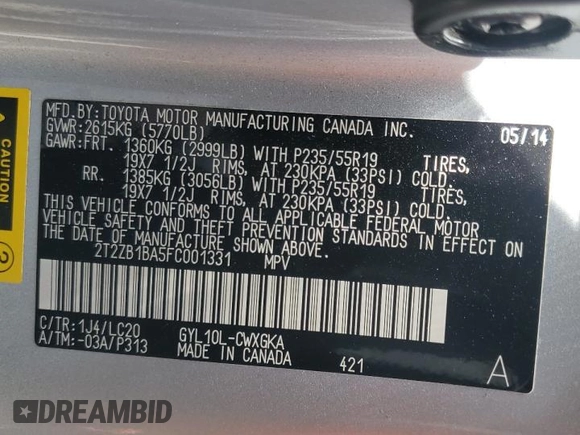 MFD.BY:TOYOTA MOTOR MANUFACTURING CANADA INC.
GVWR:2615KG (5770LB) 05/14
GAWR:FRT. 1360KG (2999LB) WITH P235/55R19 TIRES,
19X7 1/2J RIMS, AT 230KPA (33PSI) COLD.
RR. 1385KG (3056LB) WITH P235/55R19 TIRES,
19X7 1/2J RIMS, AT 230KPA (33PSI) COLD.
THIS VEHICLE CONFORMS TO ALL APPLICABLE FEDERAL MOTOR
VEHICLE SAFETY AND THEFT PREVENTION STANDARDS IN EFFECT ON
THE DATE OF MANUFACTURE SHOWN ABOVE.
2T2ZB1BA5FC001331 MPV
C/TR:1J4/LC20 GYL10L-CWXGKA
A/TM:-03A/P313 MADE IN CANADA 421 A
CAUTION
2
DREAMBID